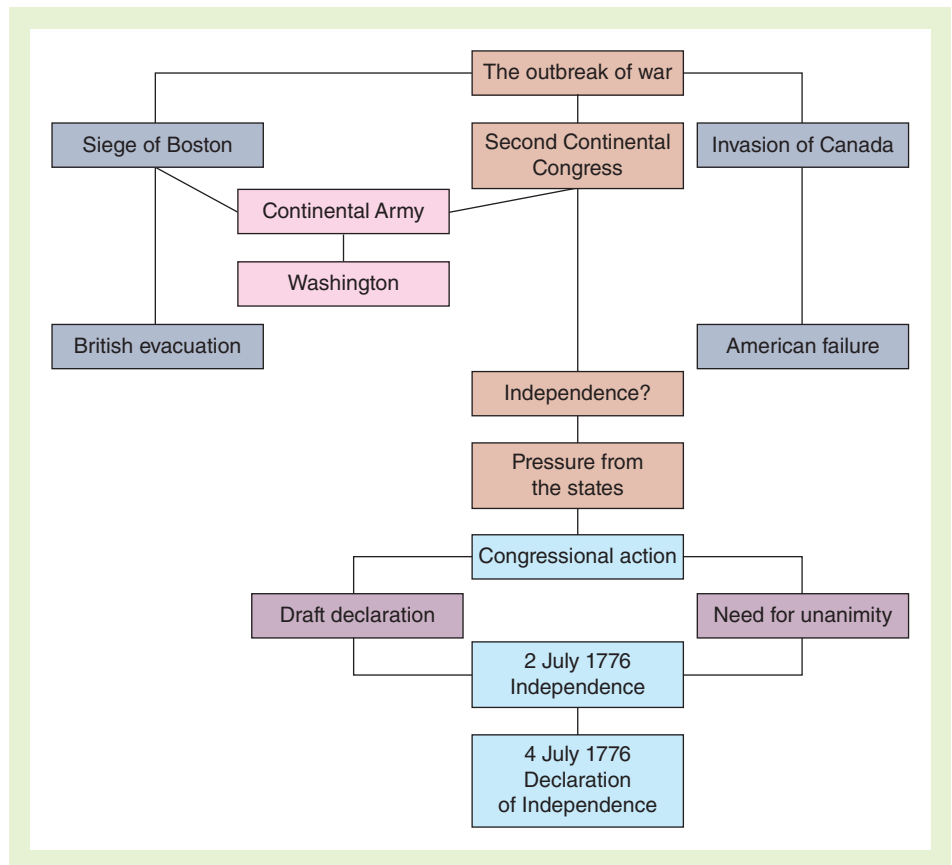 The outbreak of war
Siege of Boston
Second Continental
Congress
Invasion of Canada
Continental Army
Washington
British evacuation
American failure
Independence?
Pressure from
the states
Congressional action
Draft declaration
Need for unanimity
2 July 1776
Independence
4 July 1776
Declaration
of Independence